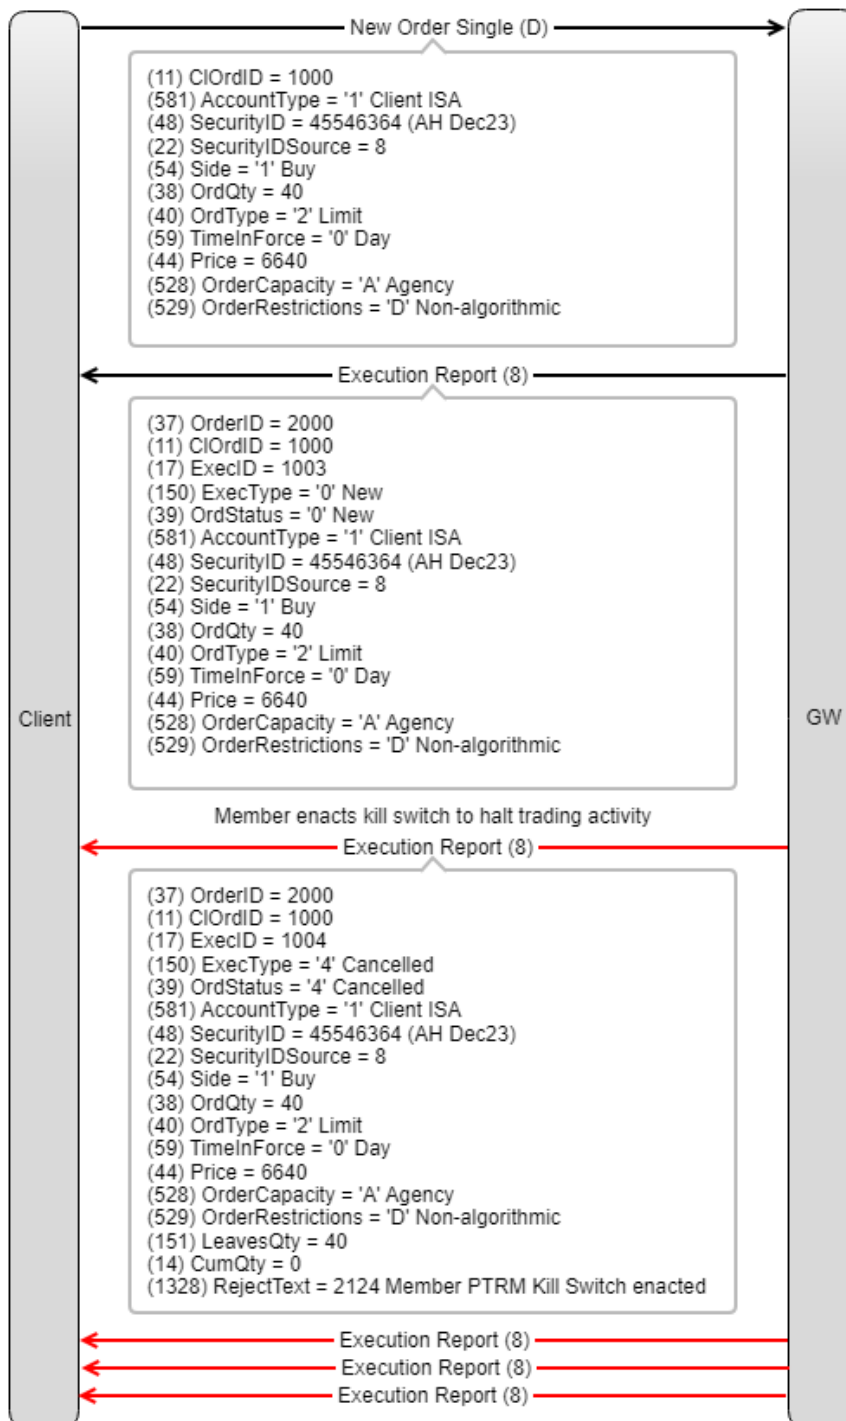 New Order Single (D)
(11) ClOrdID = 1000
(581) AccountType = '1' Client ISA
(48) SecurityID = 45546364 (AH Dec23)
(22) SecurityIDSource = 8
(54) Side = '1' Buy
(38) OrdQty = 40
(40) OrdType = '2' Limit
(59) TimeInForce = '0' Day
(44) Price = 6640
(528) OrderCapacity = 'A' Agency
(529) OrderRestrictions = 'D' Non-algorithmic
Execution Report (8)
(37) OrderID = 2000
(11) ClOrdID = 1000
(17) ExecID = 1003
(150) ExecType = '0' New
(39) OrdStatus = '0' New
(581) AccountType = '1' Client ISA
(48) SecurityID = 45546364 (AH Dec23)
(22) SecurityIDSource = 8
(54) Side = '1' Buy
(38) OrdQty = 40
(40) OrdType = '2' Limit
(59) TimeInForce = '0' Day
(44) Price = 6640
(528) OrderCapacity = 'A' Agency
(529) OrderRestrictions = 'D' Non-algorithmic
Client
GW
Member enacts kill switch to halt trading activity
Execution Report (8)
(37) OrderID = 2000
(11) ClOrdID = 1000
(17) ExecID = 1004
(150) ExecType = '4' Cancelled
(39) OrdStatus = '4' Cancelled
(581) AccountType = '1' Client ISA
(48) SecurityID = 45546364 (AH Dec23)
(22) SecurityIDSource = 8
(54) Side = '1' Buy
(38) OrdQty = 40
(40) OrdType = '2' Limit
(59) TimeInForce = '0' Day
(44) Price = 6640
(528) OrderCapacity = 'A' Agency
(529) OrderRestrictions = 'D' Non-algorithmic
(151) LeavesQty = 40
(14) CumQty = 0
(1328) RejectText = 2124 Member PTRM Kill Switch enacted
Execution Report (8)
Execution Report (8)
Execution Report (8)